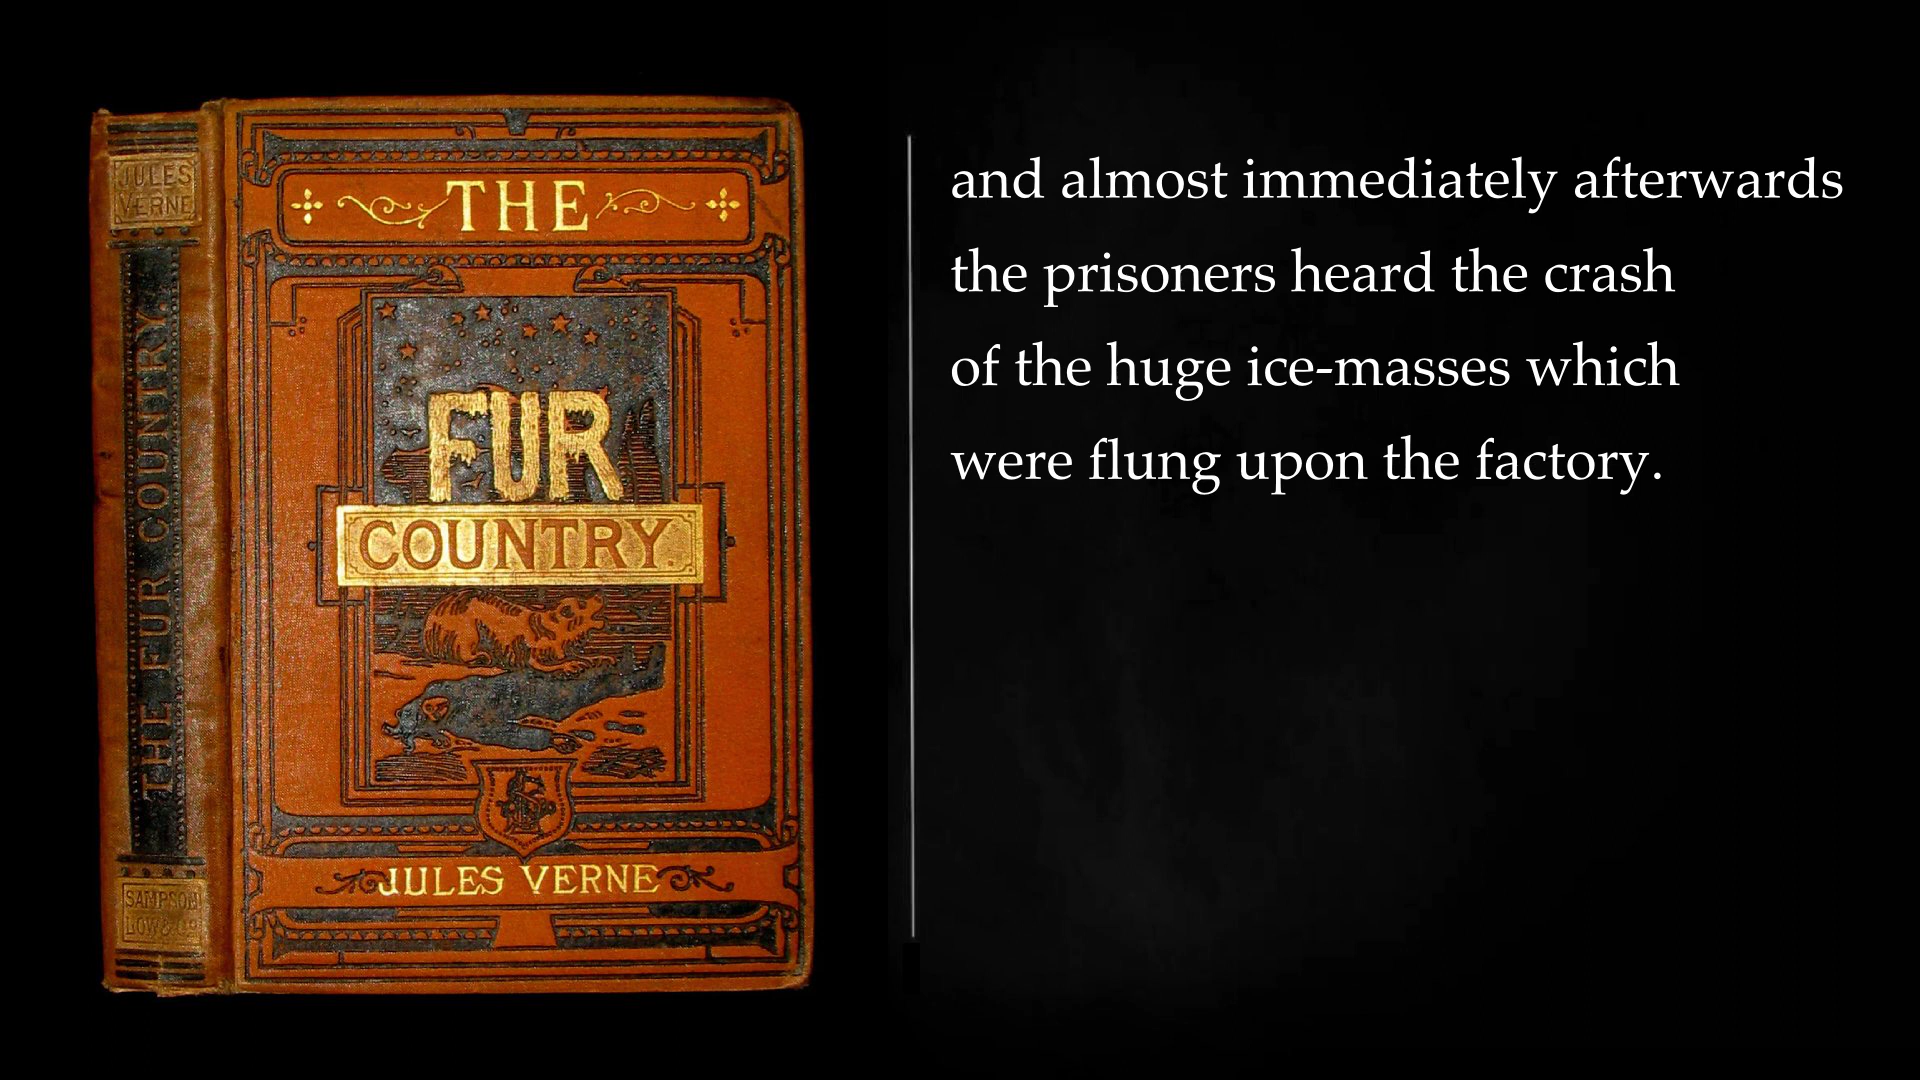 JULES
VERNE
THE FUR COUNTRY.
SAMPSON
LOW & Co
THE
FUR
COUNTRY.
JULES VERNE
and almost immediately afterwards
the prisoners heard the crash
of the huge ice-masses which
were flung upon the factory.